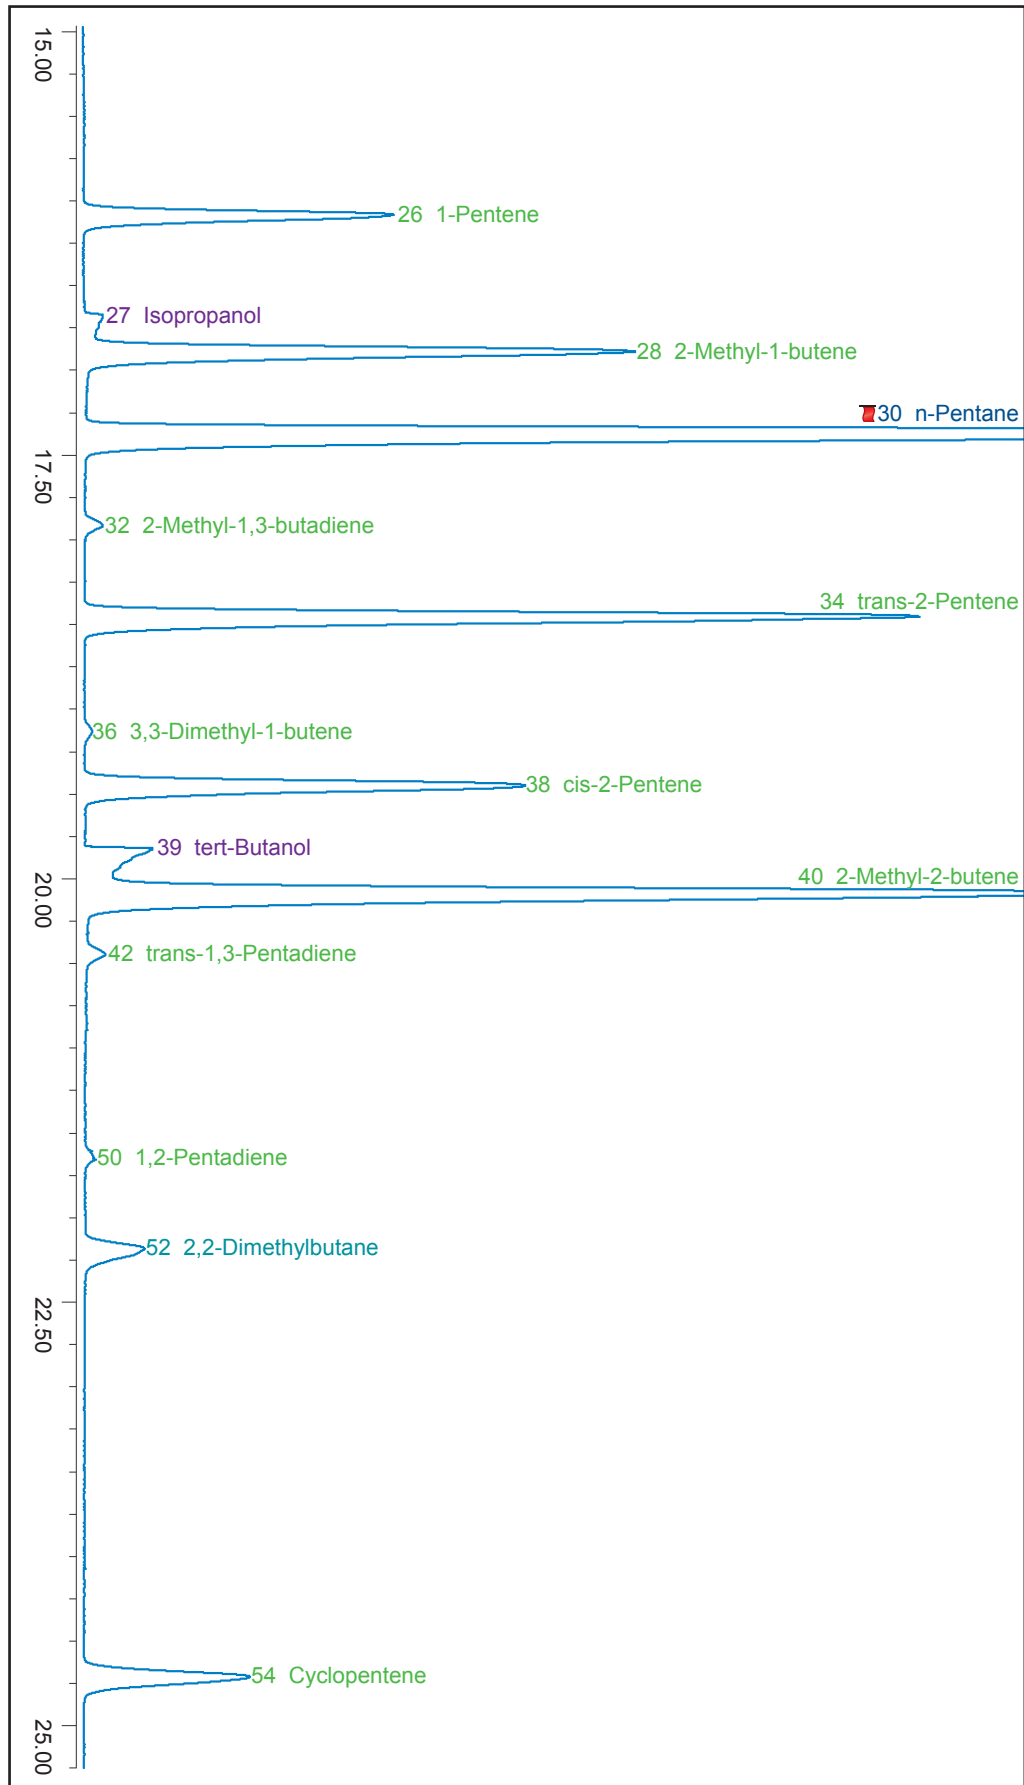 15.00
26 1-Pentene
27 Isopropanol
28 2-Methyl-1-butene
30 n-Pentane
17.50
32 2-Methyl-1,3-butadiene
34 trans-2-Pentene
36 3,3-Dimethyl-1-butene
38 cis-2-Pentene
39 tert-Butanol
40 2-Methyl-2-butene
20.00
42 trans-1,3-Pentadiene
50 1,2-Pentadiene
52 2,2-Dimethylbutane
22.50
54 Cyclopentene
25.00